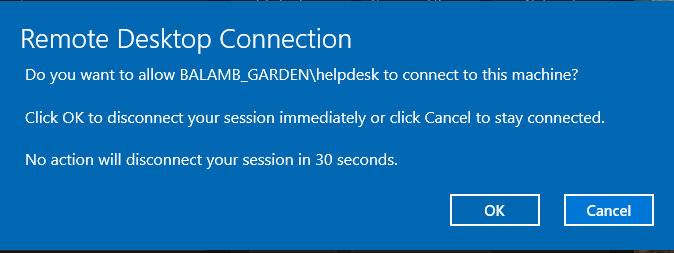 Remote Desktop Connection
Do you want to allow BALAMB_GARDEN\helpdesk to connect to this machine?
Click OK to disconnect your session immediately or click Cancel to stay connected.
No action will disconnect your session in 30 seconds.
OK Cancel